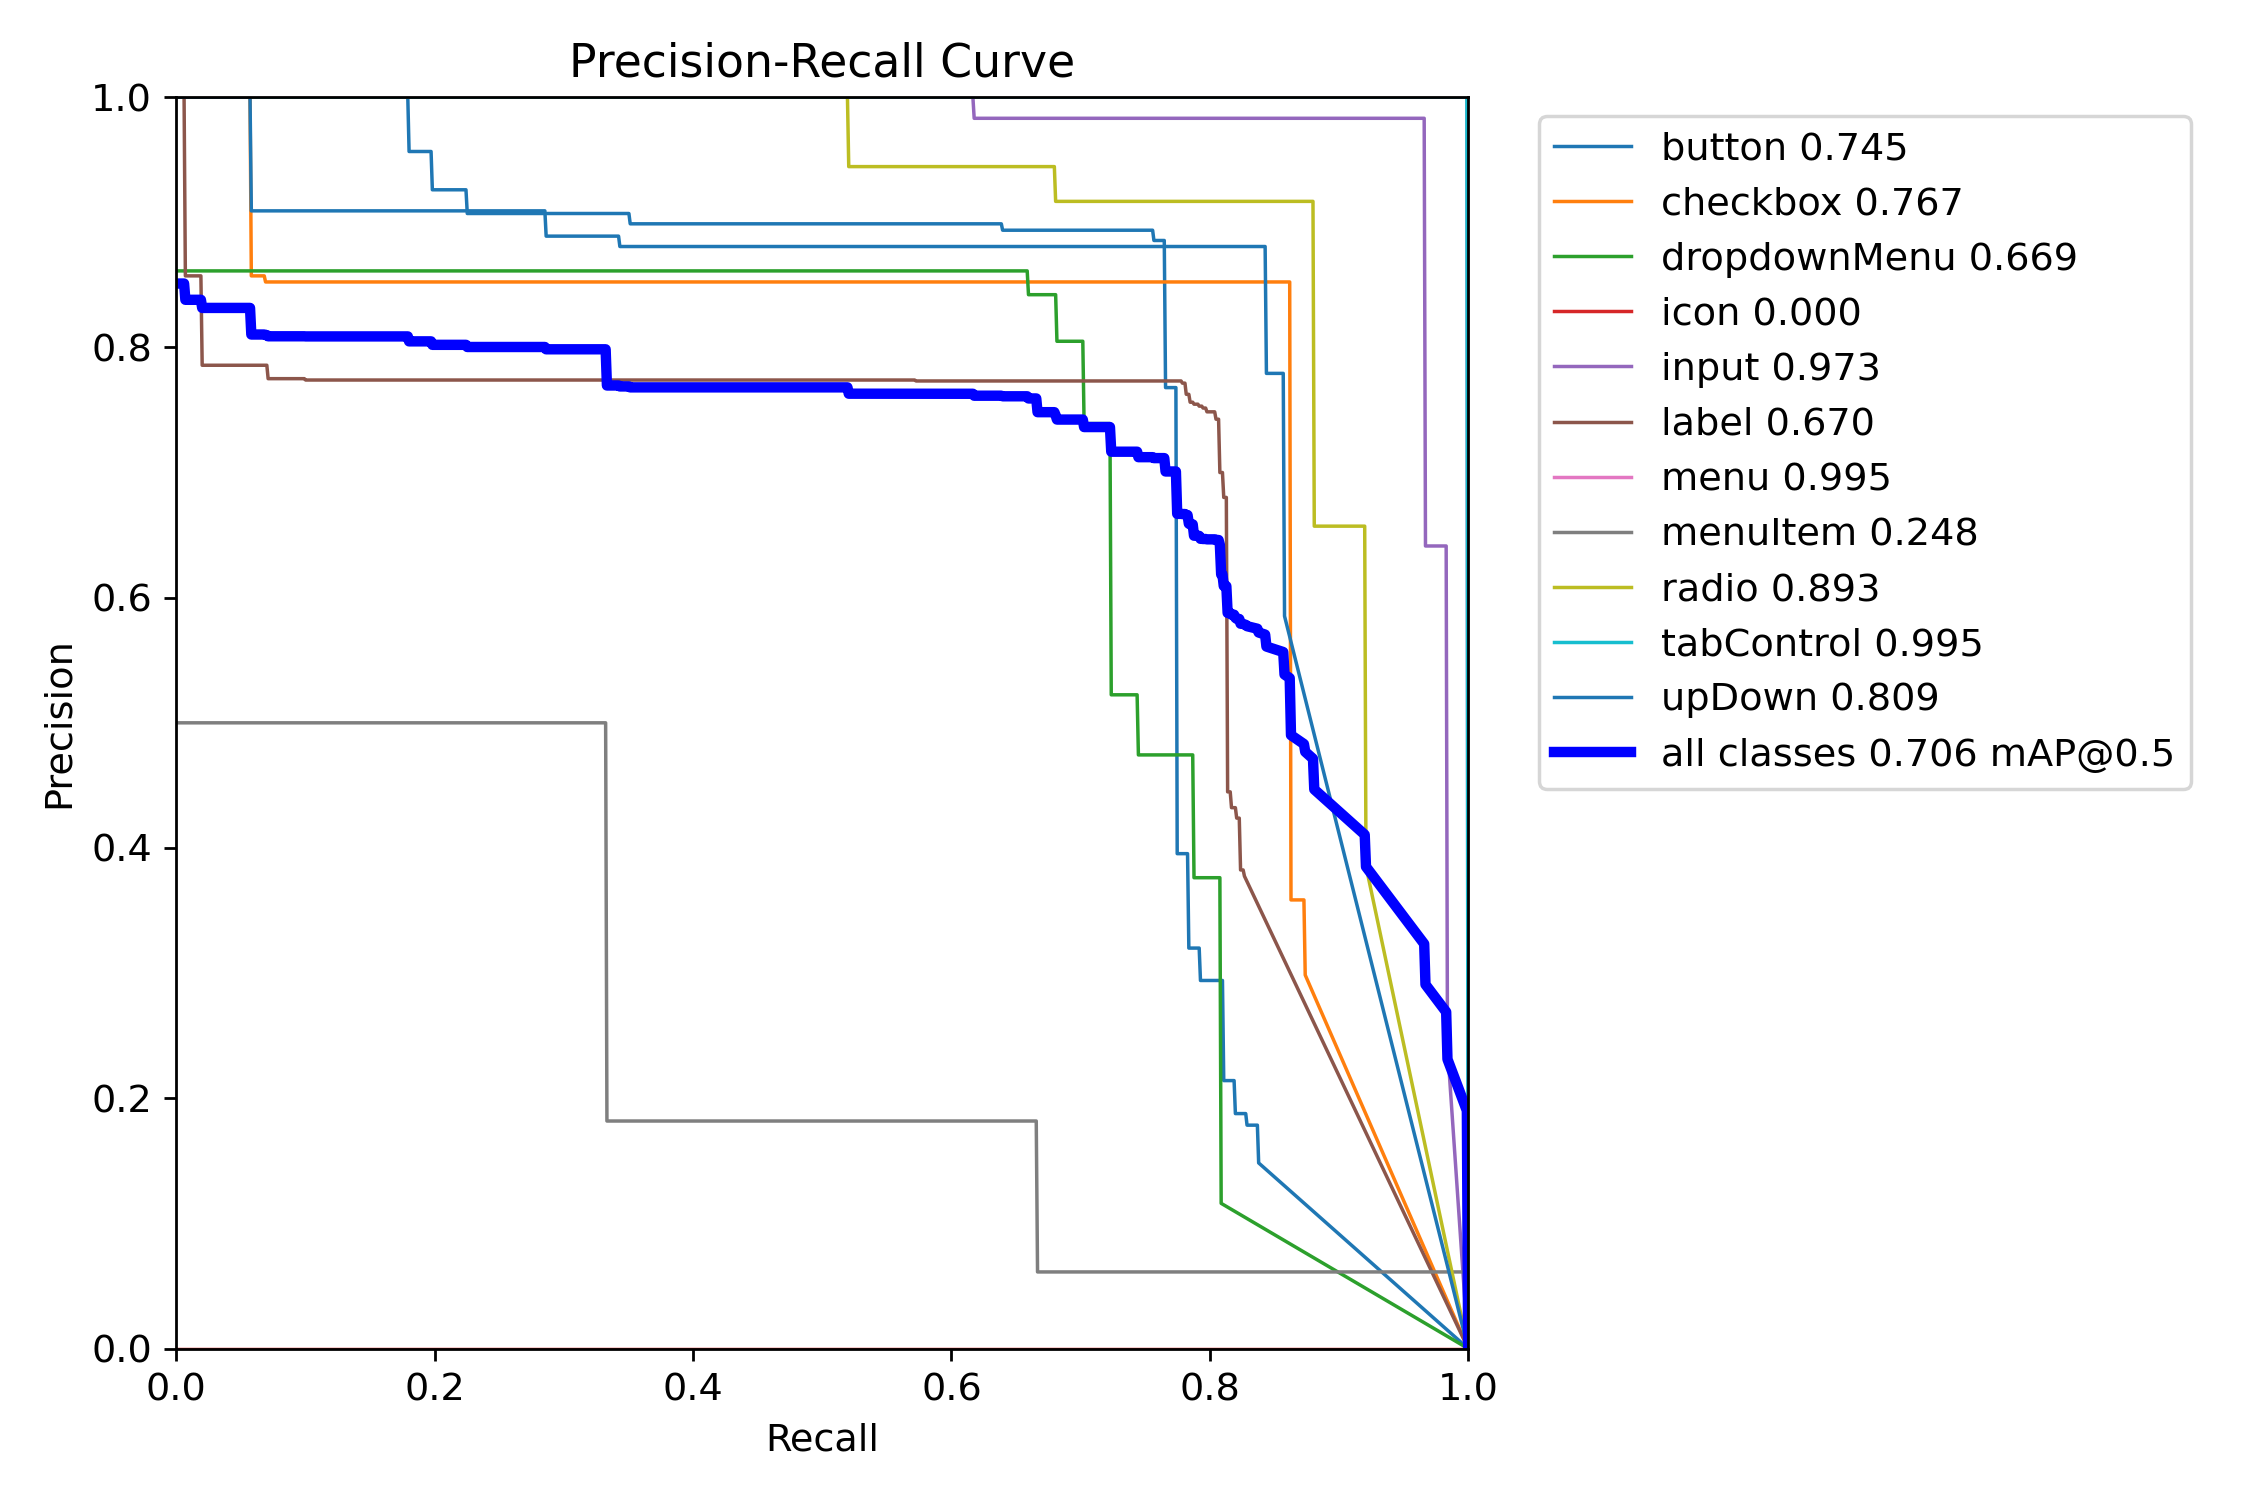 Precision-Recall Curve
1.0
0.8
0.6
0.4
0.2
0.0
Precision
0.0 0.2 0.4 0.6 0.8 1.0
Recall
button 0.745
checkbox 0.767
dropdownMenu 0.669
icon 0.000
input 0.973
label 0.670
menu 0.995
menuItem 0.248
radio 0.893
tabControl 0.995
upDown 0.809
all classes 0.706 mAP@0.5